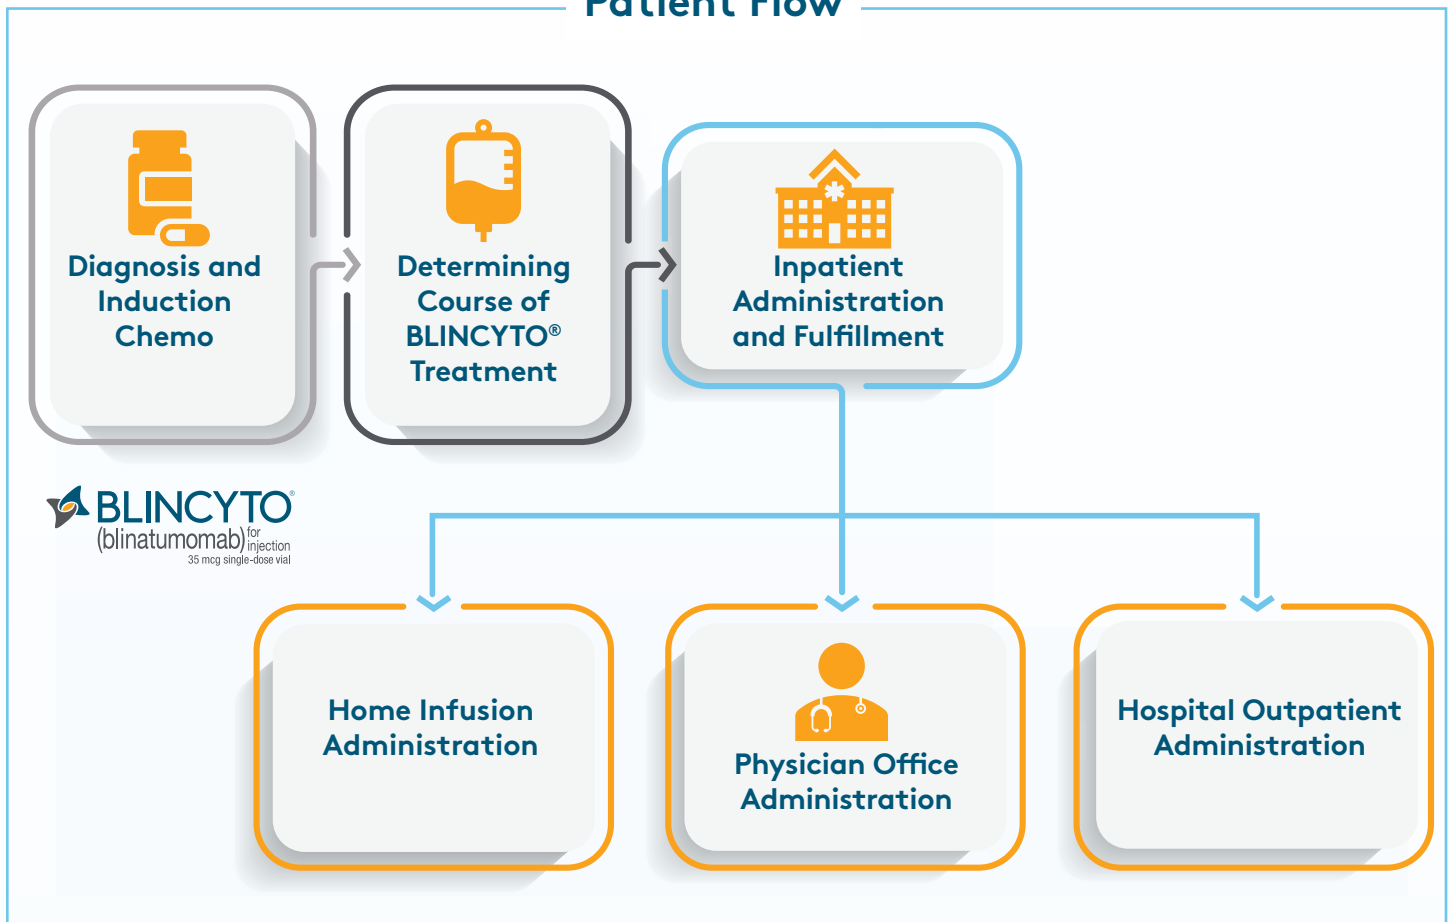 Patient Flow
Diagnosis and
Induction
Chemo
Determining
Course of
BLINCYTO®
Treatment
Inpatient
Administration
and Fulfillment
BLINCYTO®
(blinatumomab) for
injection
35 mcg single-dose vial
Home Infusion
Administration
Physician Office
Administration
Hospital Outpatient
Administration